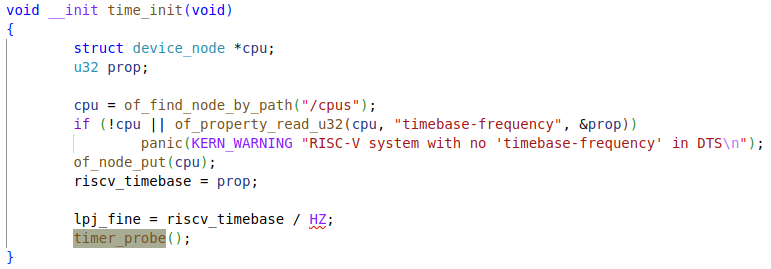 void __init time_init(void)
{
struct device_node *cpu;
u32 prop;
cpu = of_find_node_by_path("/cpus");
if (!cpu || of_property_read_u32(cpu, "timebase-frequency", &prop))
panic(KERN_WARNING "RISC-V system with no 'timebase-frequency' in DTS\n");
of_node_put(cpu);
riscv_timebase = prop;
lpj_fine = riscv_timebase / HZ;
timer_probe();
}